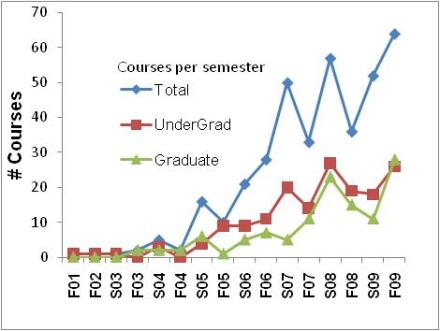 70
60
50
40
30
20
10
0
# Courses
Courses per semester
Total
UnderGrad
Graduate
F01
F02
S03
F03
S04
F04
S05
F05
S06
F06
S07
F07
S08
F08
S09
F09